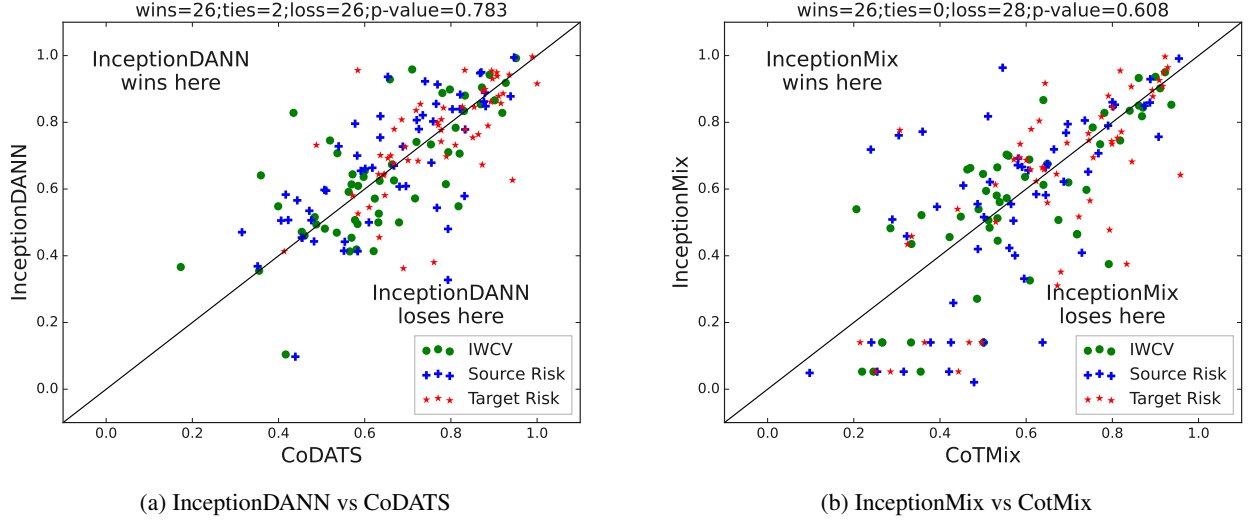 wins=26;ties=2;loss=26;p-value=0.783
InceptionDANN
wins here
InceptionDANN
loses here
IWCV
Source Risk
Target Risk
1.0
0.8
0.6
0.4
0.2
0.0
InceptionDANN
0.0 0.2 0.4 0.6 0.8 1.0
CoDATS
(a) InceptionDANN vs CoDATS
wins=26;ties=0;loss=28;p-value=0.608
InceptionMix
wins here
InceptionMix
loses here
IWCV
Source Risk
Target Risk
1.0
0.8
0.6
0.4
0.2
0.0
InceptionMix
0.0 0.2 0.4 0.6 0.8 1.0
CoTMix
(b) InceptionMix vs CotMix